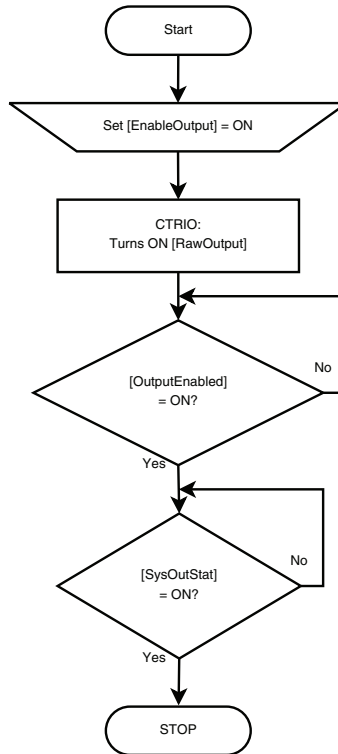 Start
Set [EnableOutput] = ON
CTRIO:
Turns ON [RawOutput]
[OutputEnabled]
= ON?
No
Yes
[SysOutStat]
= ON?
No
Yes
STOP